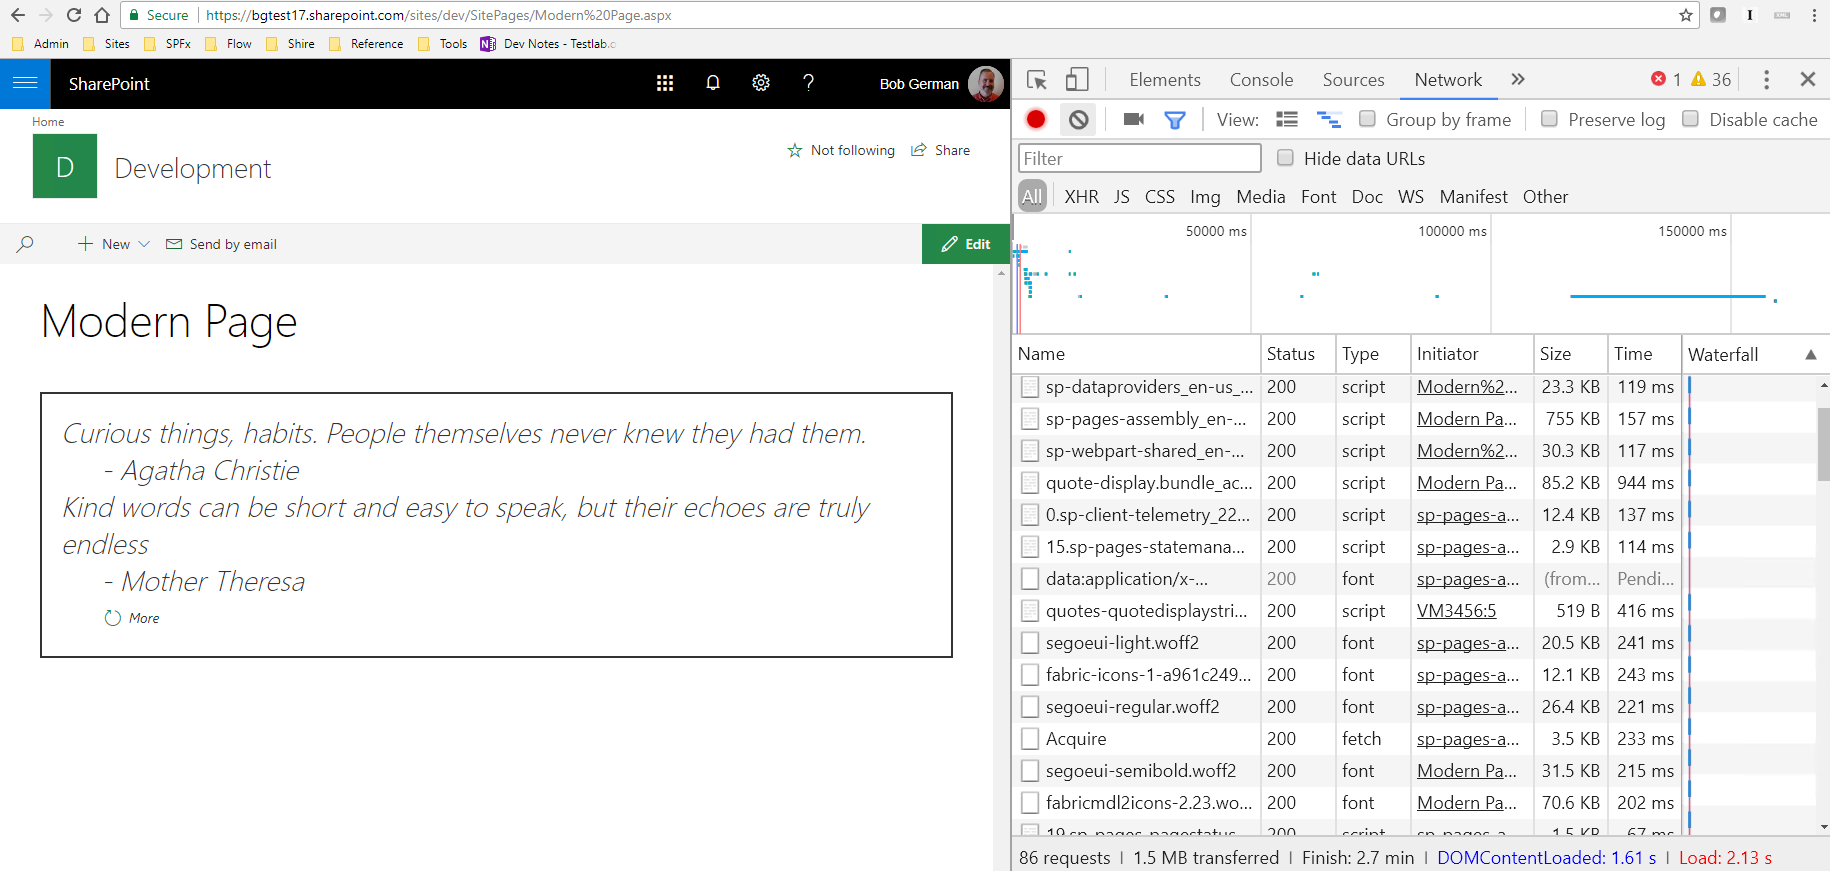 Secure https://bgtest17.sharepoint.com/sites/dev/SitePages/Modern%20Page.aspx
Admin Sites SPFx Flow Shire Reference Tools Dev Notes - Testlab.
SharePoint ? Bob German
Home
D Development
Not following Share
New Send by email Edit
Modern Page
Curious things, habits. People themselves never knew they had them.
- Agatha Christie
Kind words can be short and easy to speak, but their echoes are truly
endless
- Mother Theresa
More
Elements Console Sources Network » 1 36
View: Group by frame Preserve log Disable cache
Filter Hide data URLs
All XHR JS CSS Img Media Font Doc WS Manifest Other
50000 ms 100000 ms 150000 ms
Name Status Type Initiator Size Time Waterfall
sp-dataproviders_en-us_... 200 script Modern%2... 23.3 KB 119 ms
sp-pages-assembly_en-... 200 script Modern Pa... 755 KB 157 ms
sp-webpart-shared_en-... 200 script Modern%2... 30.3 KB 117 ms
quote-display.bundle_ac... 200 script Modern Pa... 85.2 KB 944 ms
0.sp-client-telemetry_22... 200 script sp-pages-a... 12.4 KB 137 ms
15.sp-pages-statemana... 200 script sp-pages-a... 2.9 KB 114 ms
data:application/x-... 200 font sp-pages-a... (from... Pendi...
quotes-quotedisplaystri... 200 script VM3456:5 519 B 416 ms
segoeui-light.woff2 200 font sp-pages-a... 20.5 KB 241 ms
fabric-icons-1-a961c249... 200 font sp-pages-a... 12.1 KB 243 ms
segoeui-regular.woff2 200 font sp-pages-a... 26.4 KB 221 ms
Acquire 200 fetch sp-pages-a... 3.5 KB 233 ms
segoeui-semibold.woff2 200 font Modern Pa... 31.5 KB 215 ms
fabricmdl2icons-2.23.wo... 200 font Modern Pa... 70.6 KB 202 ms
19.sp-pages-pagestatus 200 script sp-pages-a 1.5 KB 67 ms
86 requests | 1.5 MB transferred | Finish: 2.7 min | DOMContentLoaded: 1.61 s | Load: 2.13 s